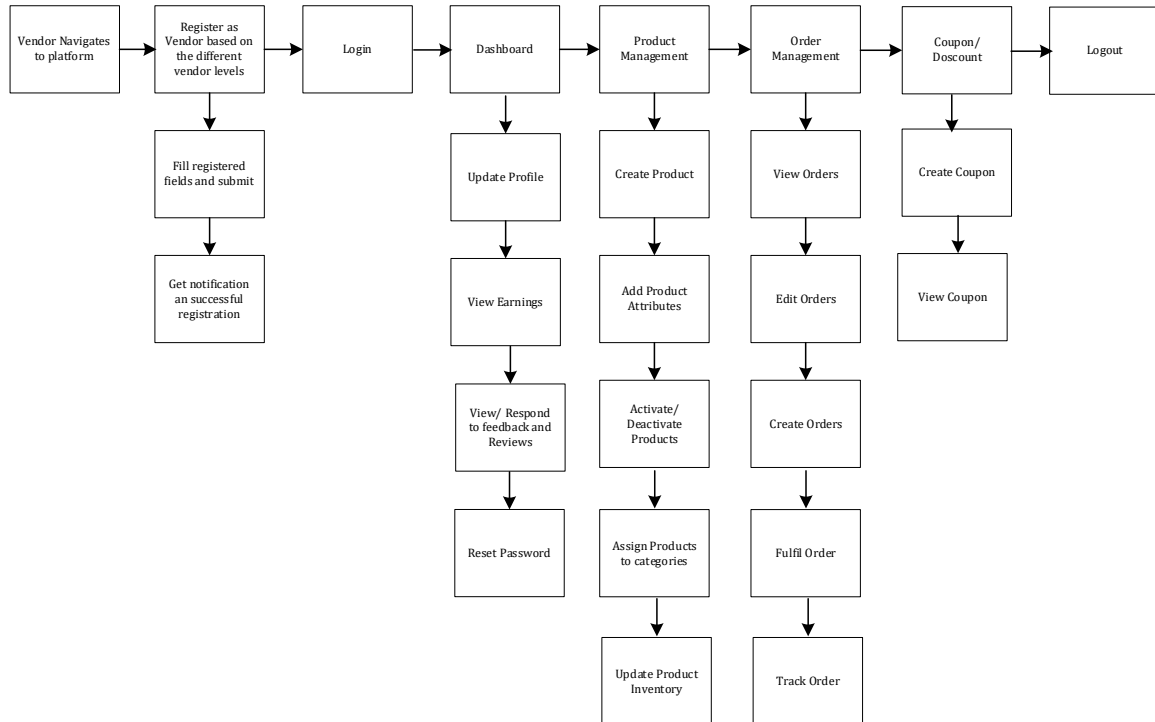 Vendor Navigates
to platform
Register as
Vendor based on
the different
vendor levels
Login
Dashboard
Product
Management
Order
Management
Coupon/
Doscount
Logout
Fill registered
fields and submit
Update Profile
Create Product
View Orders
Create Coupon
Get notification
an successful
registration
View Earnings
Add Product
Attributes
Edit Orders
View Coupon
View/ Respond
to feedback and
Reviews
Activate/
Deactivate
Products
Create Orders
Reset Password
Assign Products
to categories
Fulfil Order
Update Product
Inventory
Track Order